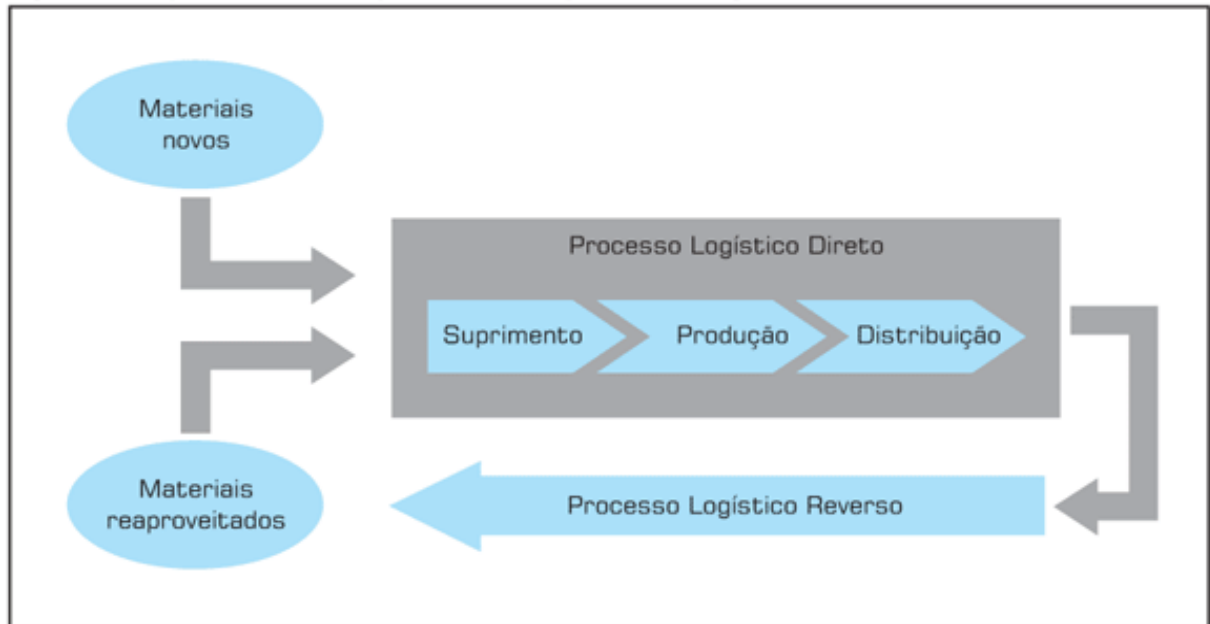 Materiais
novos
Processo Logístico Direto
Suprimento
Produção
Distribuição
Materiais
reaproveitados
Processo Logístico Reverso